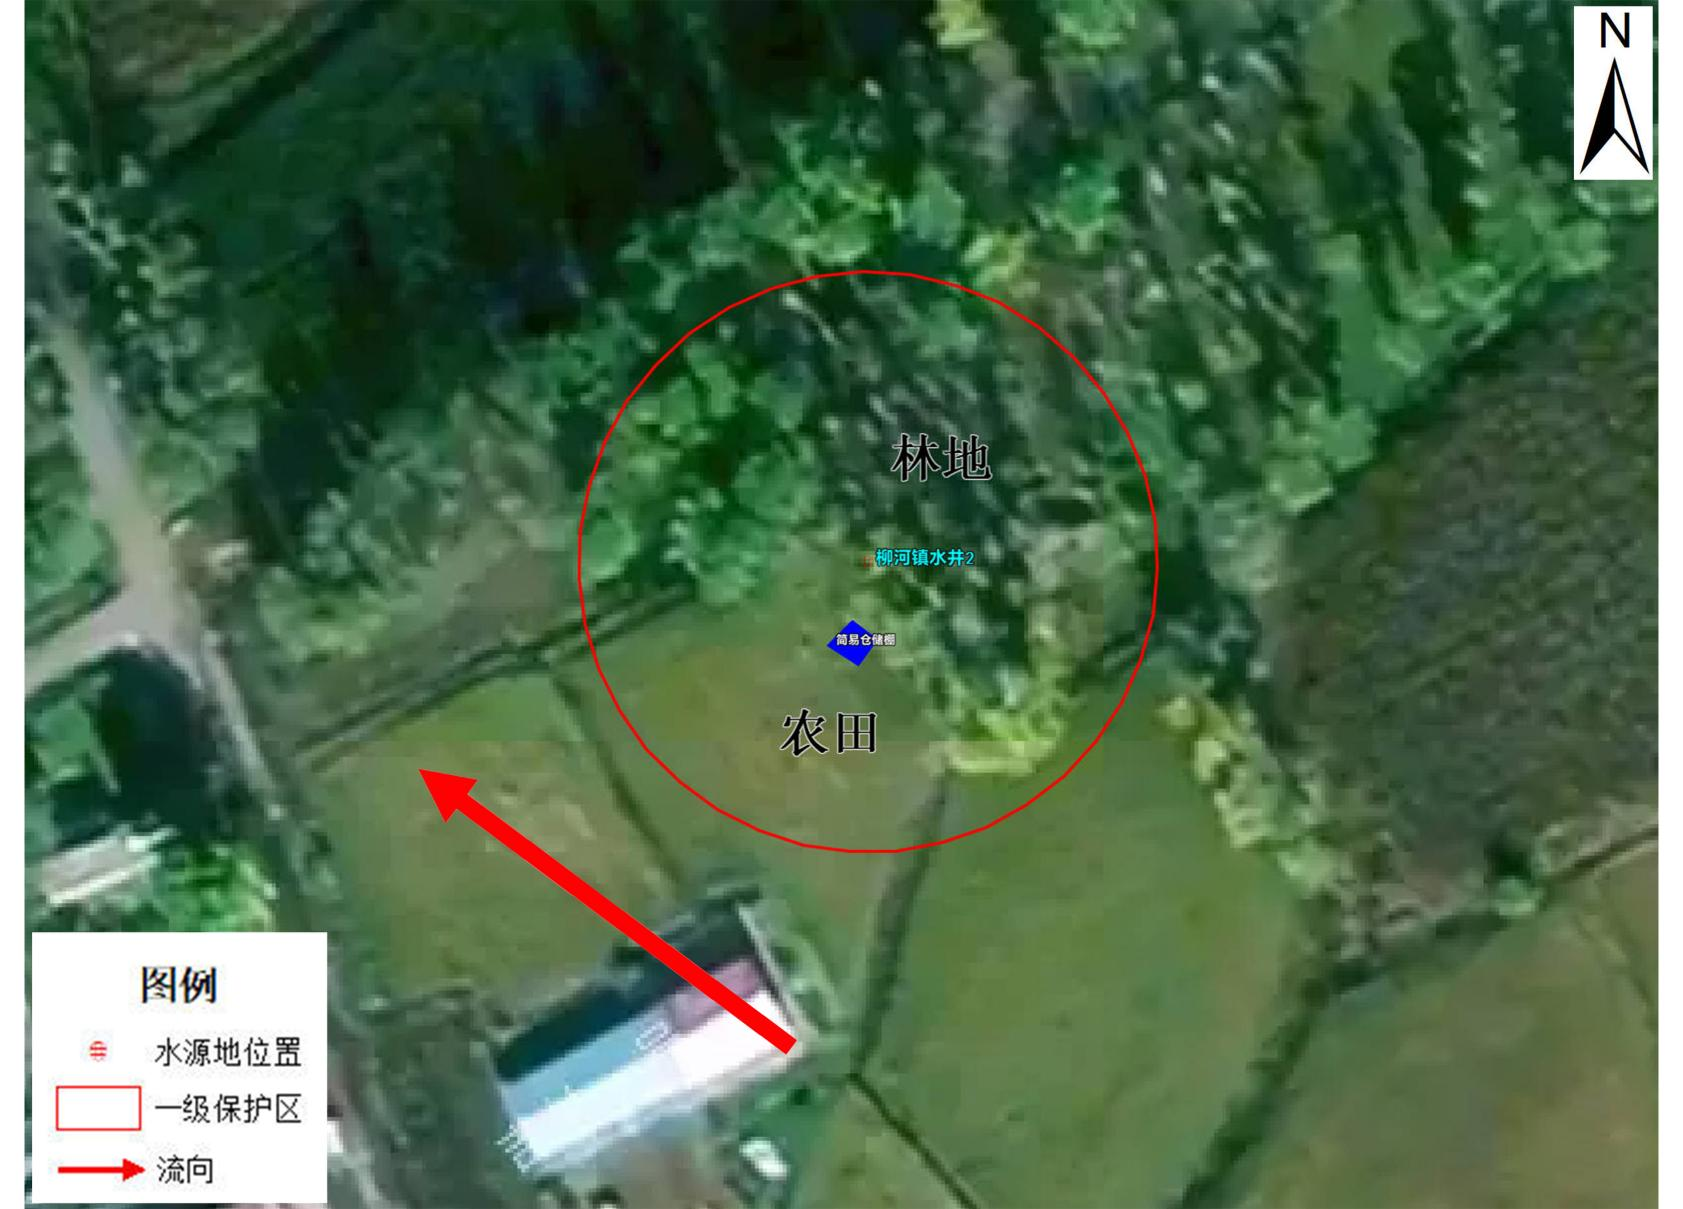 N
林地
柳河镇水井2
简易仓储棚
农田
图例
水源地位置
一级保护区
流向